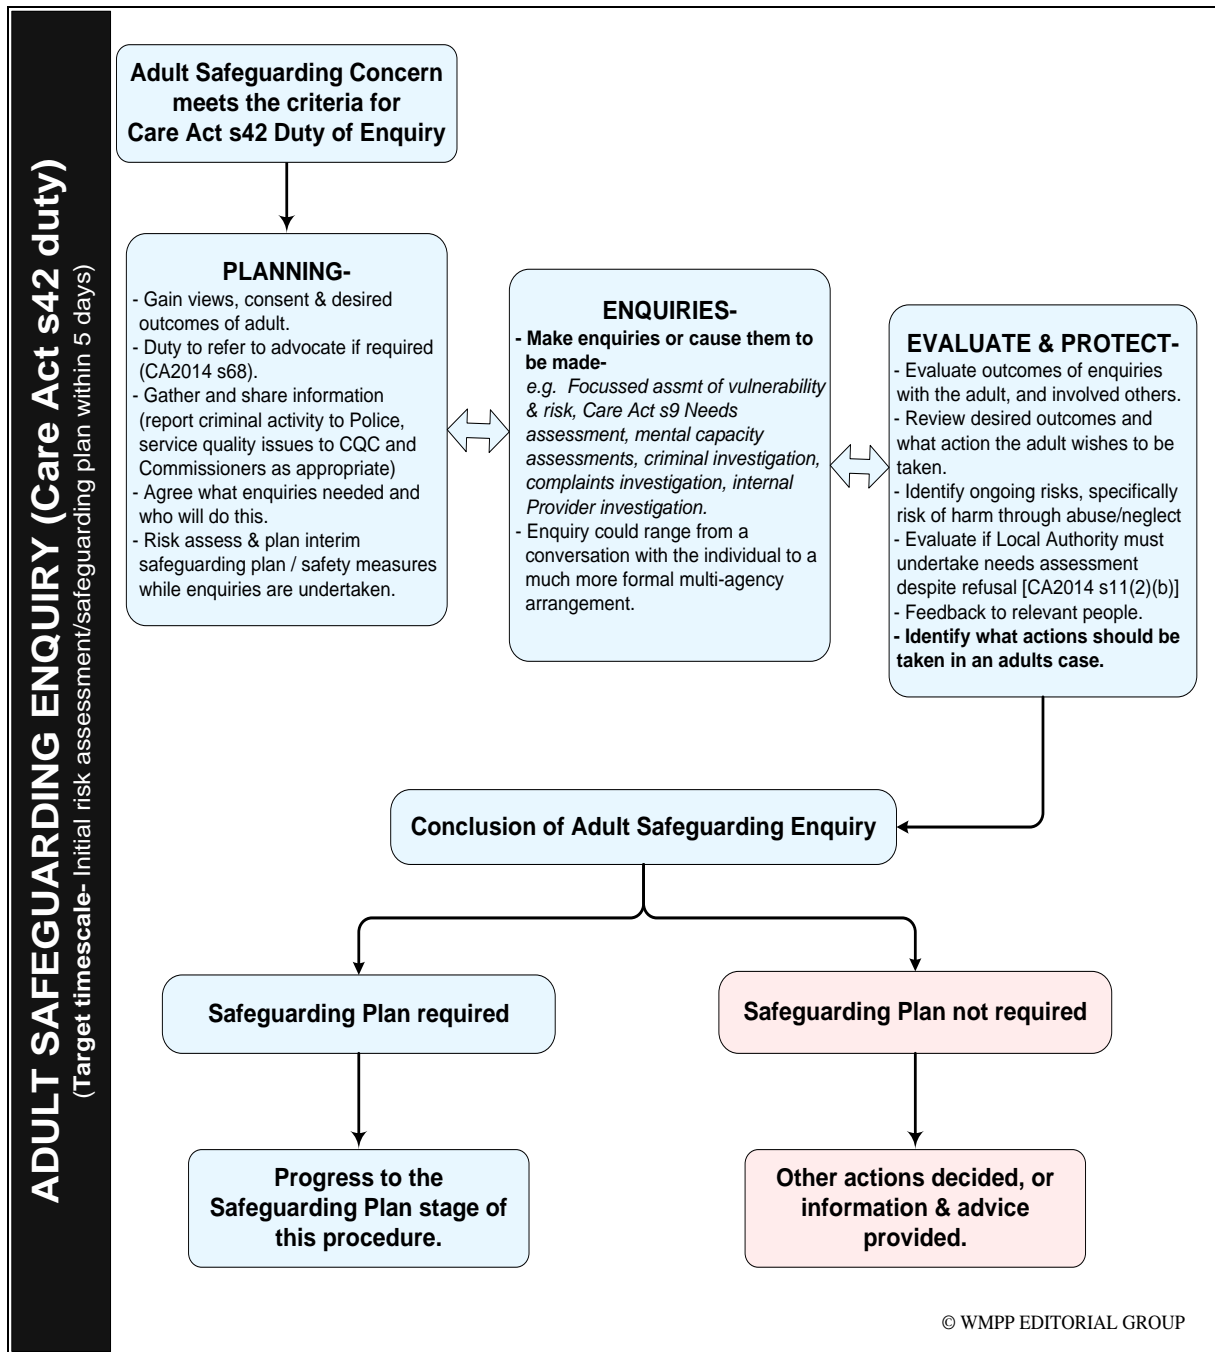 ADULT SAFEGUARDING ENQUIRY (Care Act s42 duty)
(Target timescale- Initial risk assessment/safeguarding plan within 5 days)
Adult Safeguarding Concern
meets the criteria for
Care Act s42 Duty of Enquiry
PLANNING-
- Gain views, consent & desired
outcomes of adult.
- Duty to refer to advocate if required
(CA2014 s68).
- Gather and share information
(report criminal activity to Police,
service quality issues to CQC and
Commissioners as appropriate)
- Agree what enquiries needed and
who will do this.
- Risk assess & plan interim
safeguarding plan / safety measures
while enquiries are undertaken.
ENQUIRIES-
- Make enquiries or cause them to
be made-
e.g. Focussed assmt of vulnerability
& risk, Care Act s9 Needs
assessment, mental capacity
assessments, criminal investigation,
complaints investigation, internal
Provider investigation.
- Enquiry could range from a
conversation with the individual to a
much more formal multi-agency
arrangement.
EVALUATE & PROTECT-
- Evaluate outcomes of enquiries
with the adult, and involved others.
- Review desired outcomes and
what action the adult wishes to be
taken.
- Identify ongoing risks, specifically
risk of harm through abuse/neglect
- Evaluate if Local Authority must
undertake needs assessment
despite refusal [CA2014 s11(2)(b)]
- Feedback to relevant people.
- Identify what actions should be
taken in an adults case.
Conclusion of Adult Safeguarding Enquiry
Safeguarding Plan required
Safeguarding Plan not required
Progress to the
Safeguarding Plan stage of
this procedure.
Other actions decided, or
information & advice
provided.
© WMPP EDITORIAL GROUP